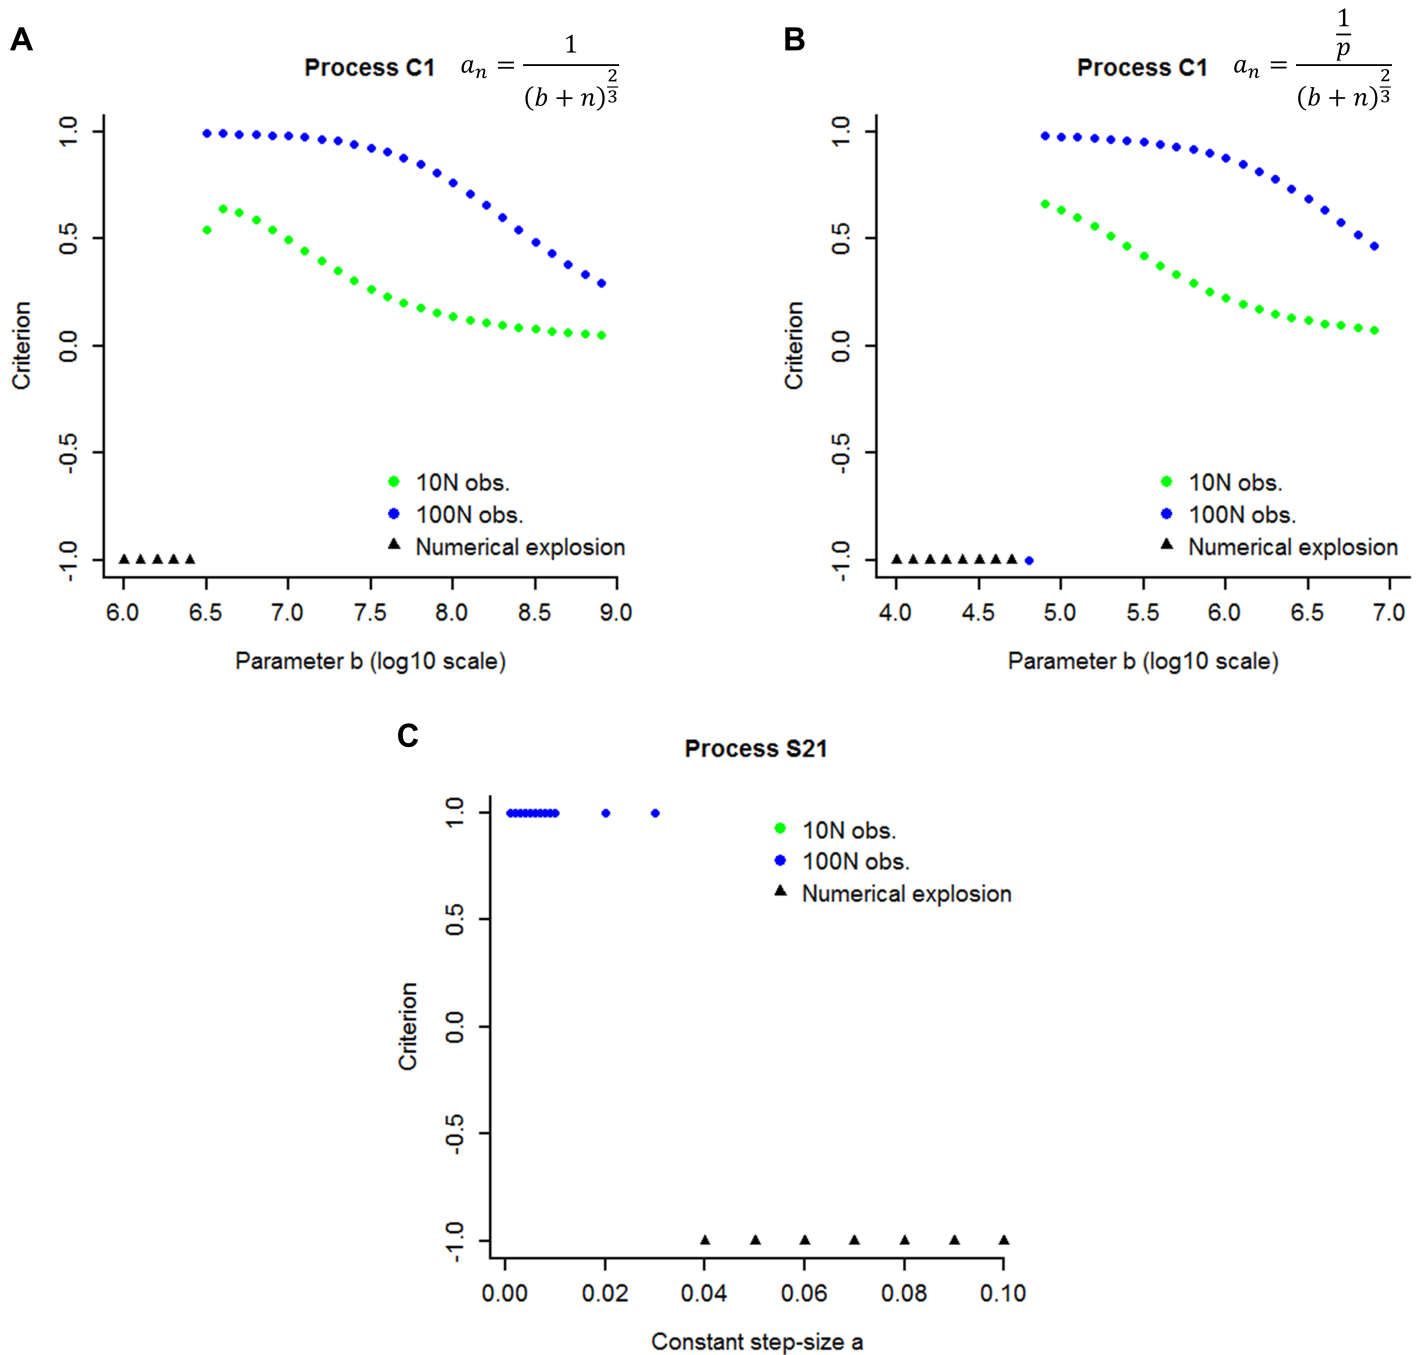 A
Process C1 a_n = 1 / (b + n)^(2/3)
1.0
0.5
0.0
-0.5
-1.0
Criterion
10N obs.
100N obs.
Numerical explosion
6.0 6.5 7.0 7.5 8.0 8.5 9.0
Parameter b (log10 scale)
B
Process C1 a_n = (1/p) / (b + n)^(2/3)
1.0
0.5
0.0
-0.5
-1.0
Criterion
10N obs.
100N obs.
Numerical explosion
4.0 4.5 5.0 5.5 6.0 6.5 7.0
Parameter b (log10 scale)
C
Process S21
1.0
0.5
0.0
-0.5
-1.0
Criterion
10N obs.
100N obs.
Numerical explosion
0.00 0.02 0.04 0.06 0.08 0.10
Constant step-size a